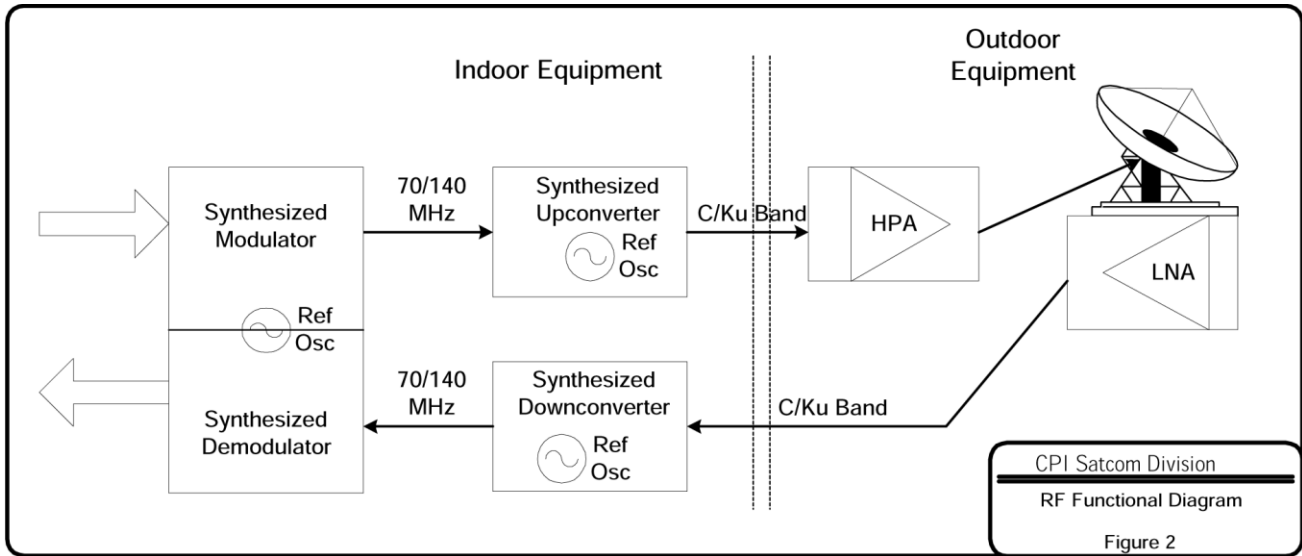 Indoor Equipment
Outdoor
Equipment
Synthesized
Modulator
70/140
MHz
Synthesized
Upconverter
Ref
Osc
C/Ku Band
HPA
LNA
Ref
Osc
Synthesized
Demodulator
70/140
MHz
Synthesized
Downconverter
Ref
Osc
C/Ku Band
CPI Satcom Division
RF Functional Diagram
Figure 2